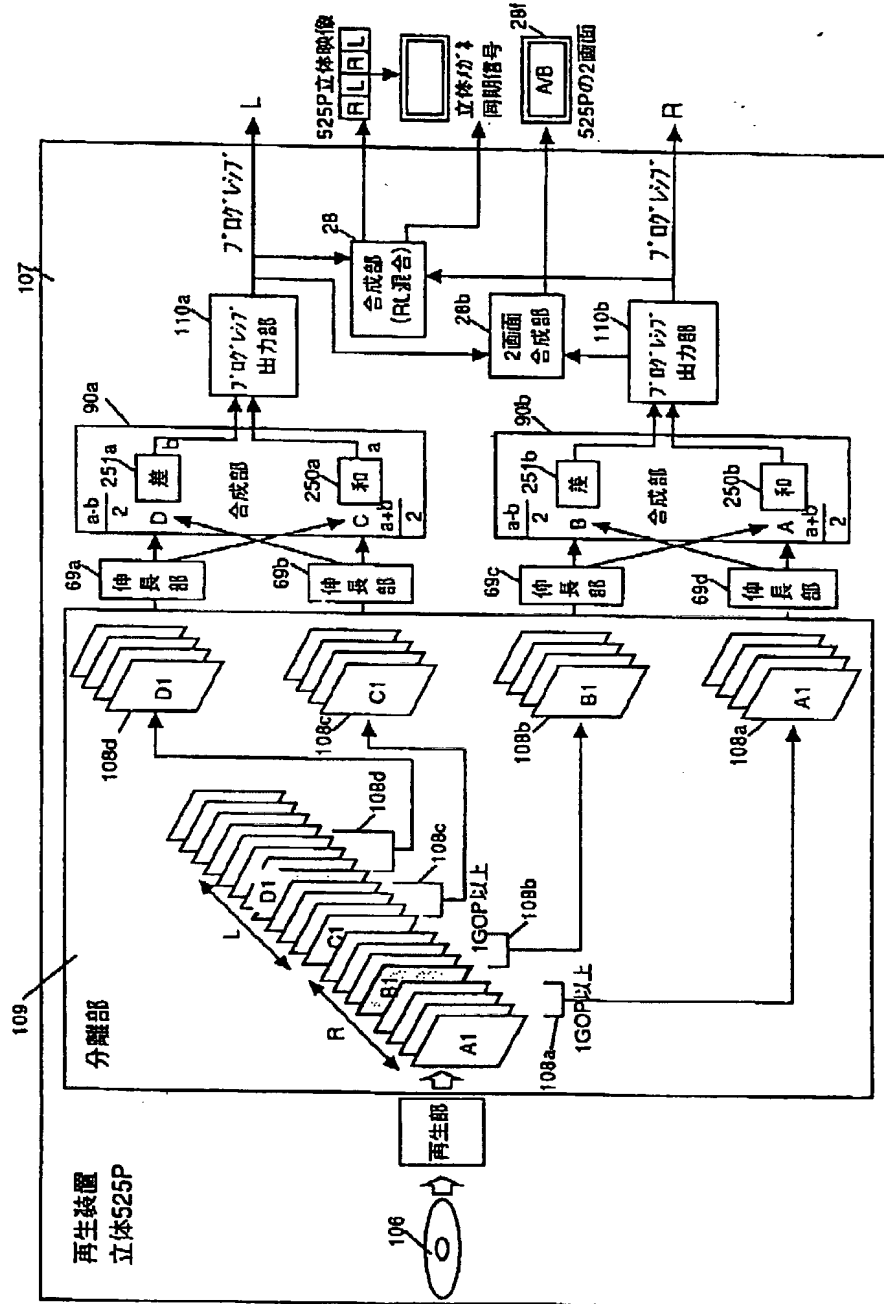 再生装置
立体525P
107
109
分離部
106
再生部
A1
B1
C1
D1
R
L
108a
1GOP以上
108b
1GOP以上
108c
108d
D1
108d
C1
108c
B1
108b
A1
108a
69a
伸長部
69b
伸長部
69c
伸長部
69d
伸長部
90a
a-b
2
D
251a
差
b
合成部
C
a+b
2
250a
和
a
90b
a-b
2
B
251b
差
合成部
A
a+b
2
250b
和
110a
プログレシブ
出力部
プログレシブ
L
28
合成部
(RL混合)
28b
2画面
合成部
110b
プログレシブ
出力部
プログレシブ
R
525P立体映像
R L R L
立体メガネ
同期信号
A/B
28f
525Pの2画面